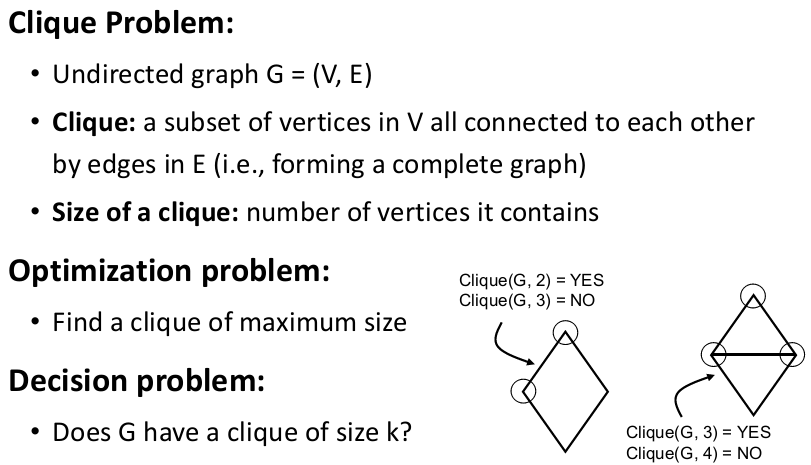 Clique Problem:
• Undirected graph G = (V, E)
• Clique: a subset of vertices in V all connected to each other
by edges in E (i.e., forming a complete graph)
• Size of a clique: number of vertices it contains
Optimization problem:
• Find a clique of maximum size
Decision problem:
• Does G have a clique of size k?
Clique(G, 2) = YES
Clique(G, 3) = NO
Clique(G, 3) = YES
Clique(G, 4) = NO